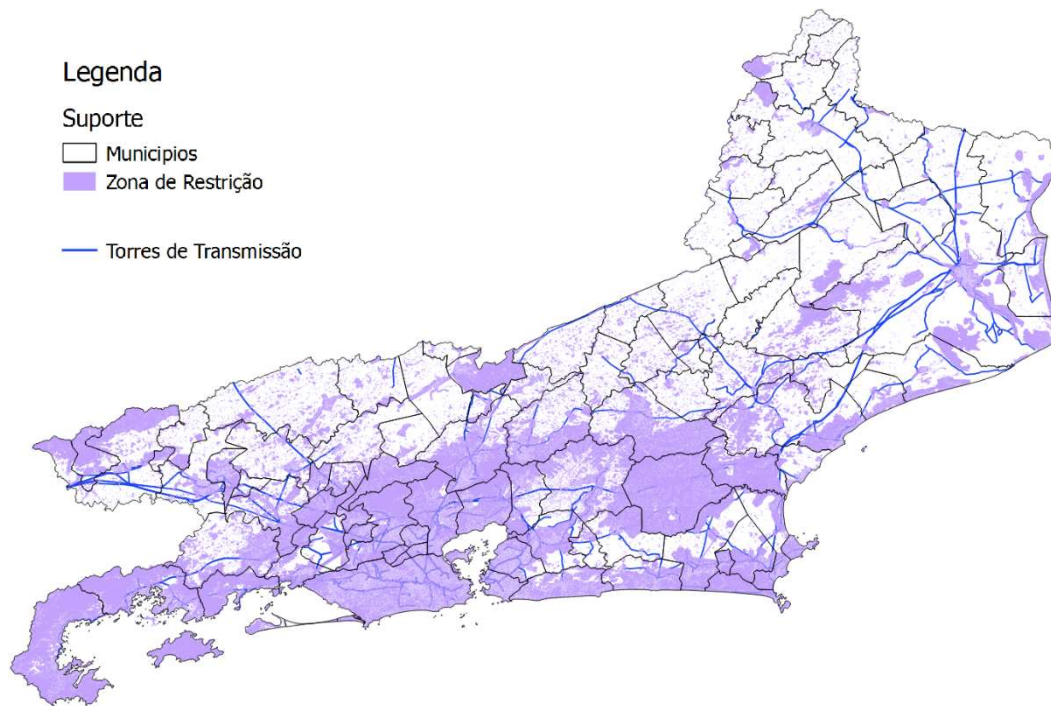 Legenda
Suporte
Municipios
Zona de Restrição
Torres de Transmissão